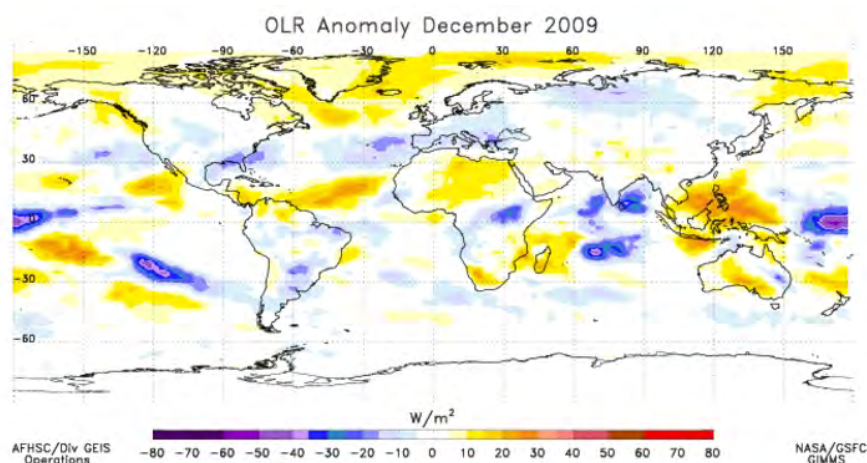 OLR Anomaly December 2009
-150 -120 -90 -60 -30 0 30 60 90 120 150
60
30
0
-30
-60
W/m²
-80 -70 -60 -50 -40 -30 -20 -10 0 10 20 30 40 50 60 70 80
AFHSC/Div GEIS
Operations
NASA/GSFC
GIMMS